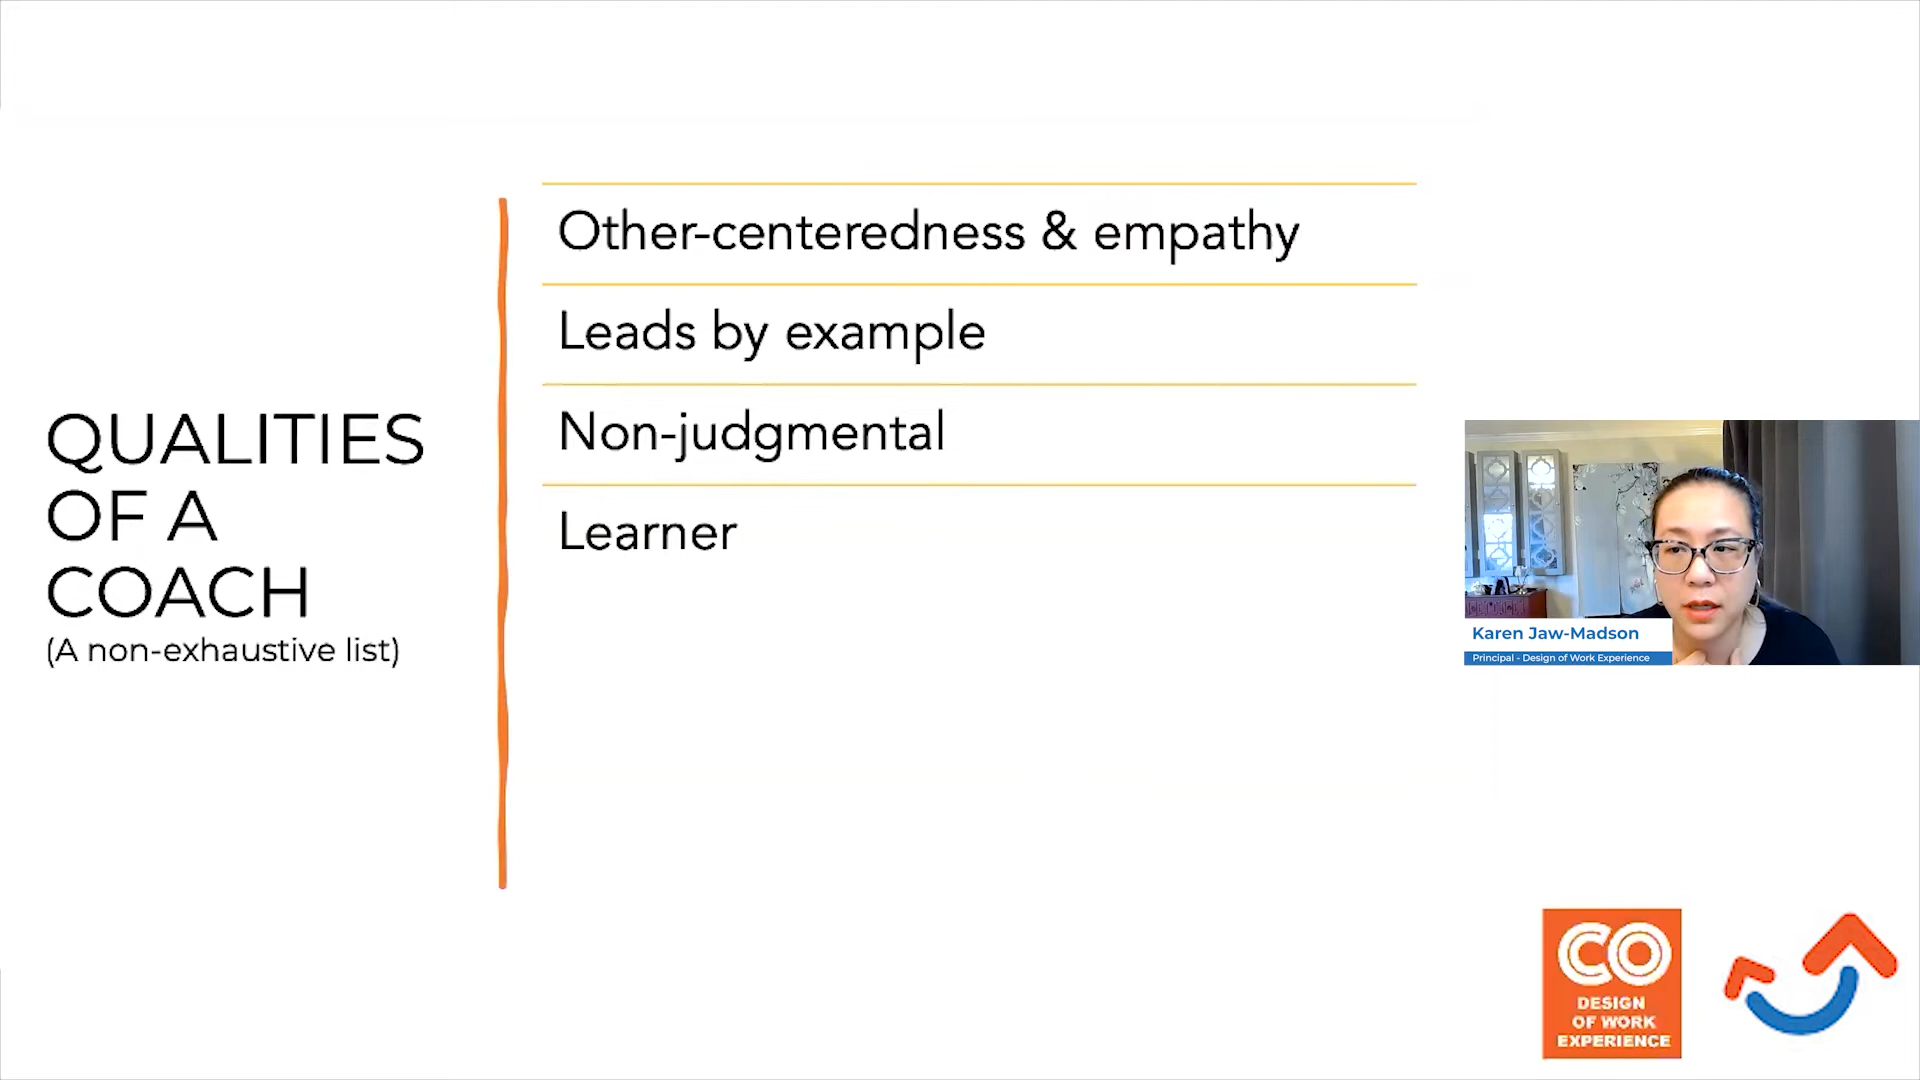 QUALITIES
OF A
COACH
(A non-exhaustive list)
Other-centeredness & empathy
Leads by example
Non-judgmental
Learner
Karen Jaw-Madson
Principal - Design of Work Experience
CO
DESIGN
OF WORK
EXPERIENCE